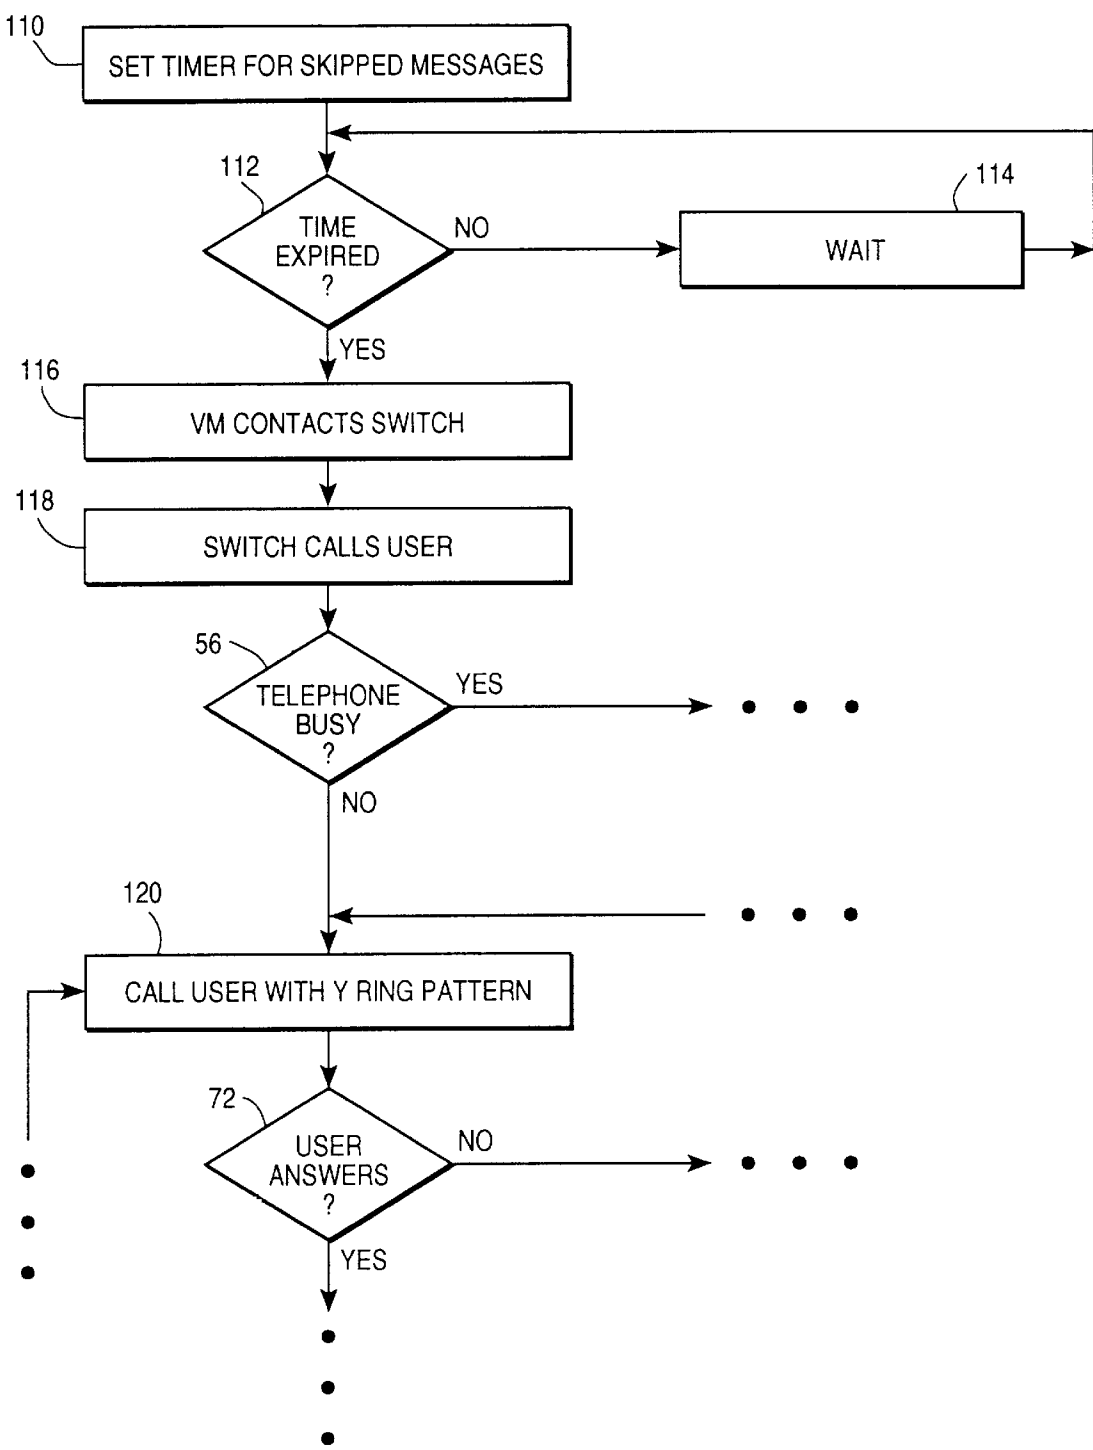 110
SET TIMER FOR SKIPPED MESSAGES
112
TIME
EXPIRED
?
NO
114
WAIT
YES
116
VM CONTACTS SWITCH
118
SWITCH CALLS USER
56
TELEPHONE
BUSY
?
YES
NO
120
CALL USER WITH Y RING PATTERN
72
USER
ANSWERS
?
NO
YES